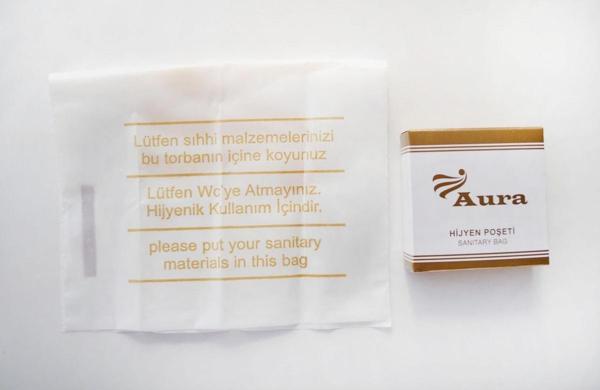 Lütfen sıhhi malzemelerinizi
bu torbanın içine koyunuz
Lütfen Wc'ye Atmayınız.
Hijyenik Kullanım İçindir.
please put your sanitary
materials in this bag
Aura
HİJYEN POŞETİ
SANITARY BAG